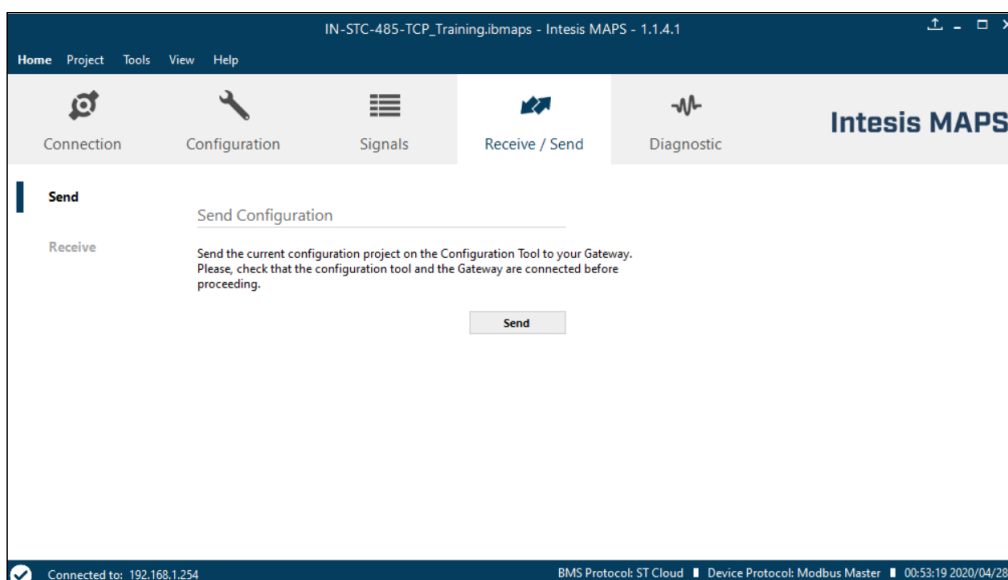 IN-STC-485-TCP_Training.ibmaps - Intesis MAPS - 1.1.4.1
Home Project Tools View Help
Connection Configuration Signals Receive / Send Diagnostic Intesis MAPS
Send
Receive
Send Configuration
Send the current configuration project on the Configuration Tool to your Gateway.
Please, check that the configuration tool and the Gateway are connected before
proceeding.
Send
Connected to: 192.168.1.254 BMS Protocol: ST Cloud Device Protocol: Modbus Master 00:53:19 2020/04/28